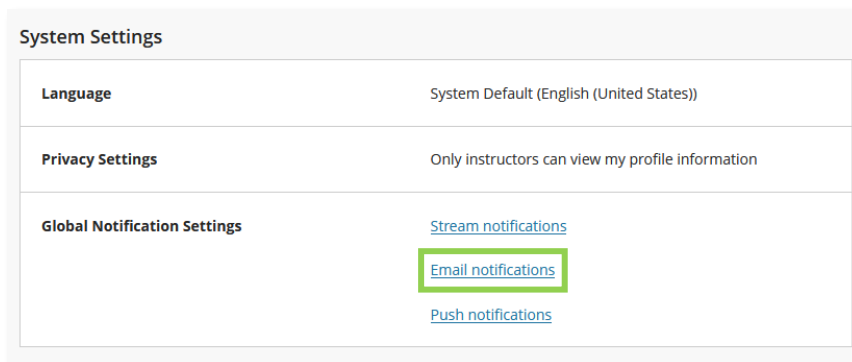 System Settings
Language
System Default (English (United States))
Privacy Settings
Only instructors can view my profile information
Global Notification Settings
Stream notifications
Email notifications
Push notifications